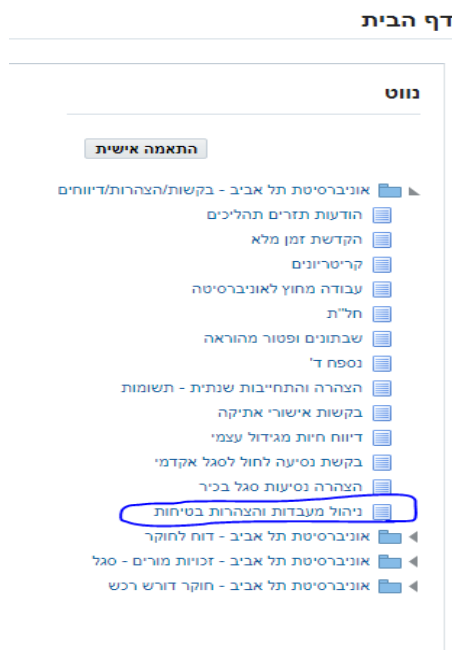 דף הבית
נווט
התאמה אישית
אוניברסיטת תל אביב - בקשות/הצהרות/דיווחים
הודעות תזרים תהליכים
הקדשת זמן מלא
קריטריונים
עבודה מחוץ לאוניברסיטה
חל"ת
שבתונים ופטור מהוראה
נספח ד'
הצהרה והתחייבות שנתית - תשומות
בקשות אישורי אתיקה
דיווח חיות מגידול עצמי
בקשת נסיעה לחול לסגל אקדמי
הצהרה נסיעות סגל בכיר
ניהול מעבדות והצהרות בטיחות
אוניברסיטת תל אביב - דוח לחוקר
אוניברסיטת תל אביב - זכויות מורים - סגל
אוניברסיטת תל אביב - חוקר דורש רכש